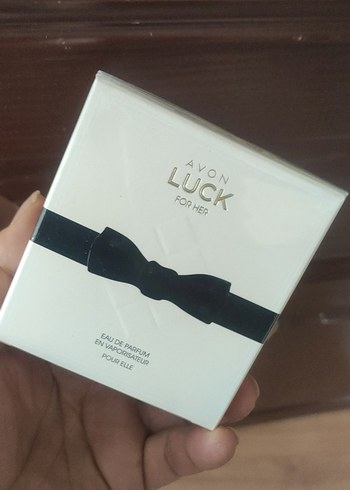 AVON
LUCK
FOR HER
EAU DE PARFUM
EN VAPORISATEUR
POUR ELLE